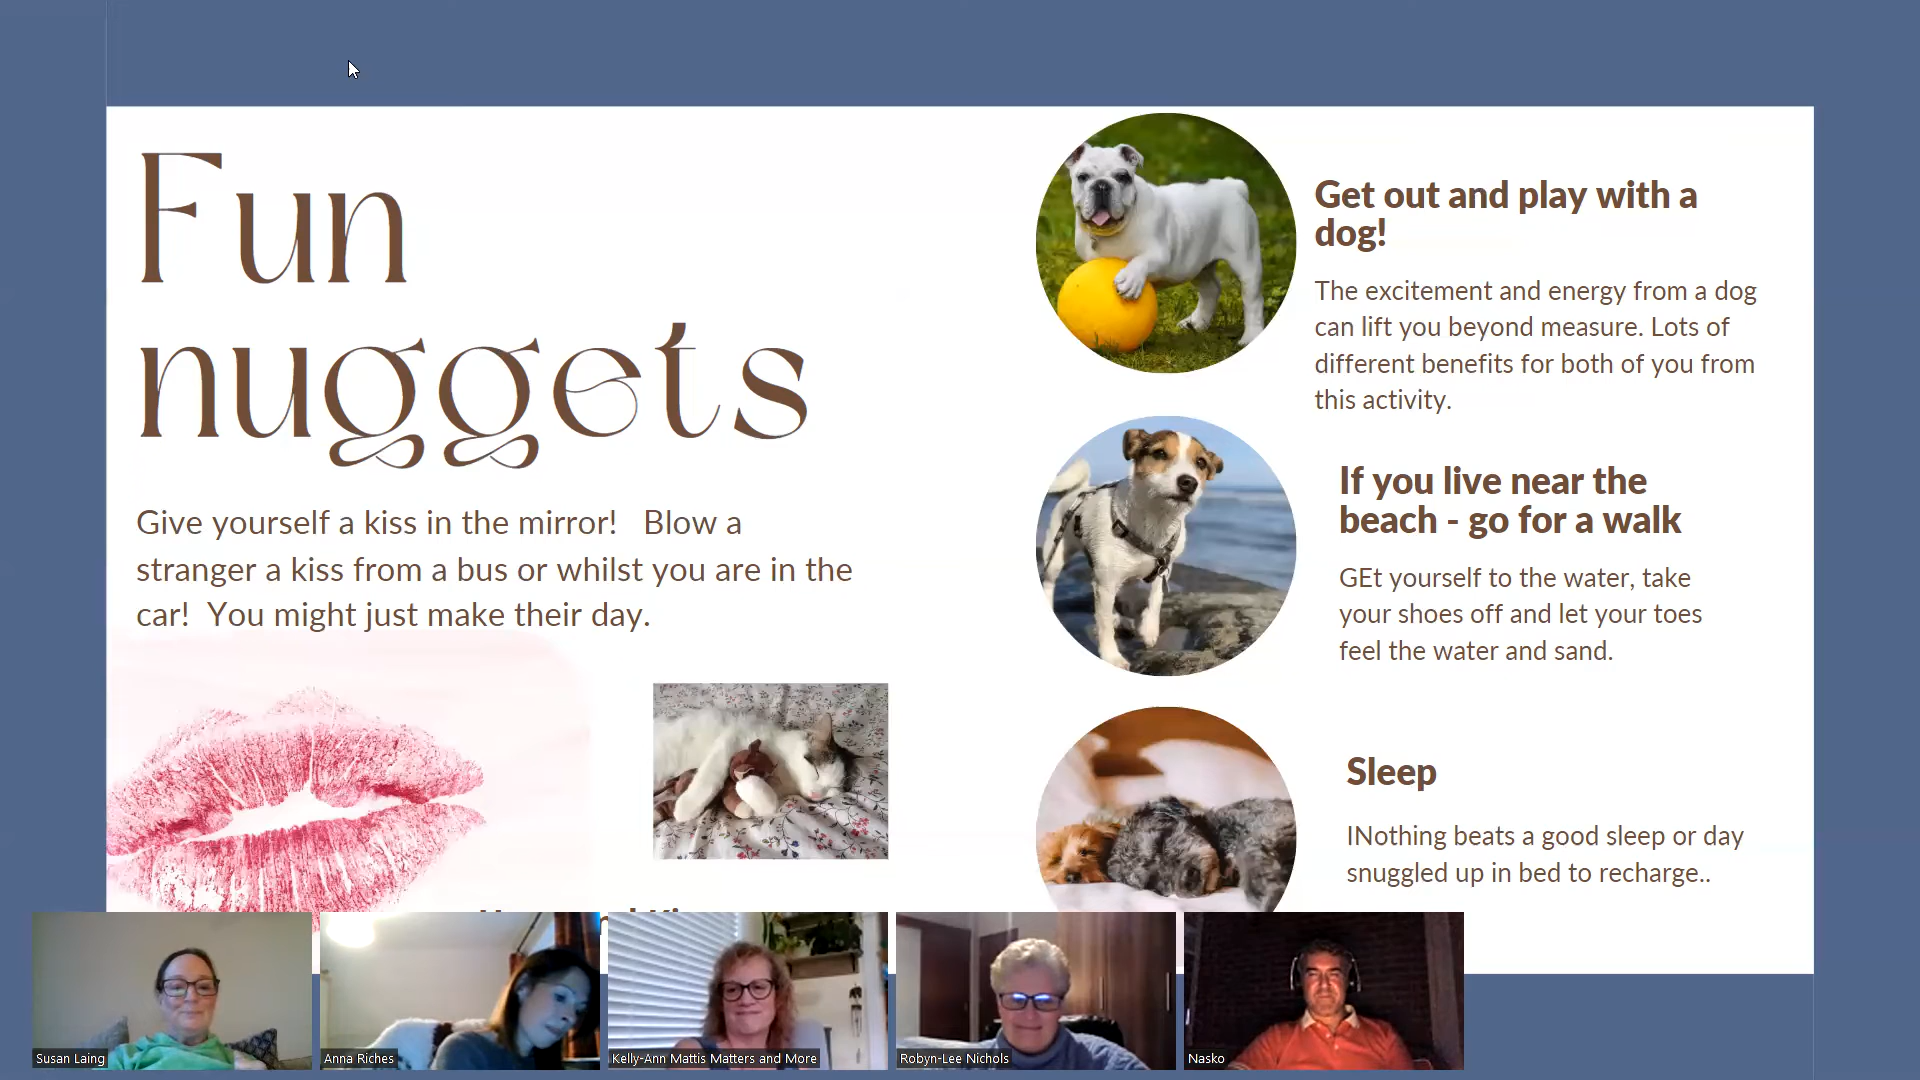 Fun
nuggets
Give yourself a kiss in the mirror!   Blow a
stranger a kiss from a bus or whilst you are in the
car!  You might just make their day.
Get out and play with a
dog!
The excitement and energy from a dog
can lift you beyond measure. Lots of
different benefits for both of you from
this activity.
If you live near the
beach - go for a walk
GEt yourself to the water, take
your shoes off and let your toes
feel the water and sand.
Sleep
INothing beats a good sleep or day
snuggled up in bed to recharge..
Susan Laing
Anna Riches
Kelly-Ann Mattis Matters and More
Robyn-Lee Nichols
Nasko